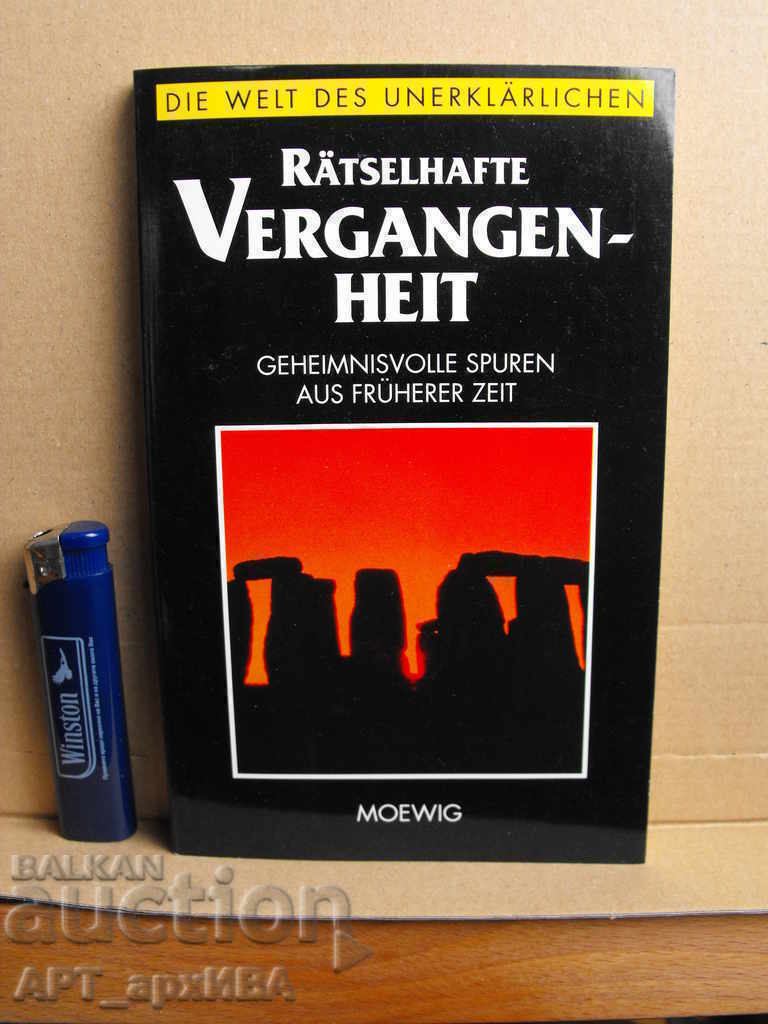 DIE WELT DES UNERKLÄRLICHEN
RÄTSELHAFTE
VERGANGEN-
HEIT
GEHEIMNISVOLLE SPUREN
AUS FRÜHERER ZEIT
MOEWIG
Winston
BALKAN
auction
АРТ_архИВА